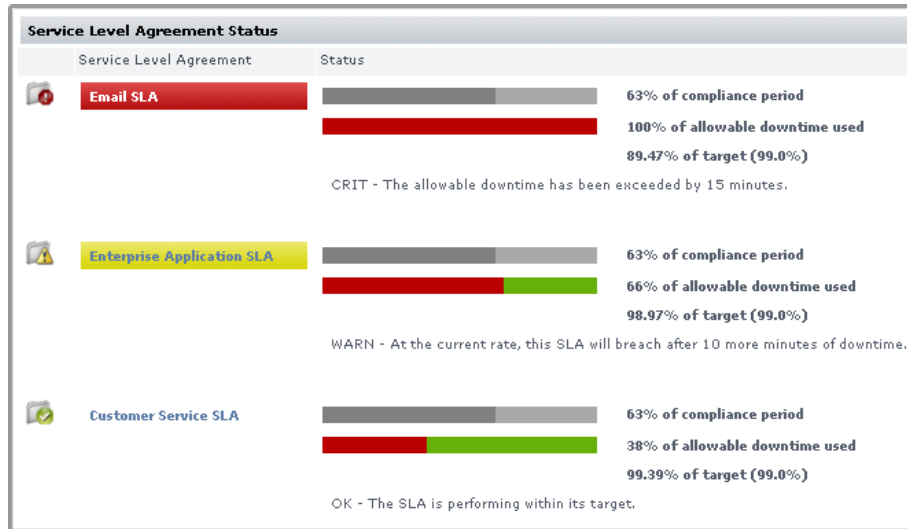 Service Level Agreement Status
Service Level Agreement Status
Email SLA 63% of compliance period
100% of allowable downtime used
89.47% of target (99.0%)
CRIT - The allowable downtime has been exceeded by 15 minutes.
Enterprise Application SLA 63% of compliance period
66% of allowable downtime used
98.97% of target (99.0%)
WARN - At the current rate, this SLA will breach after 10 more minutes of downtime.
Customer Service SLA 63% of compliance period
38% of allowable downtime used
99.39% of target (99.0%)
OK - The SLA is performing within its target.